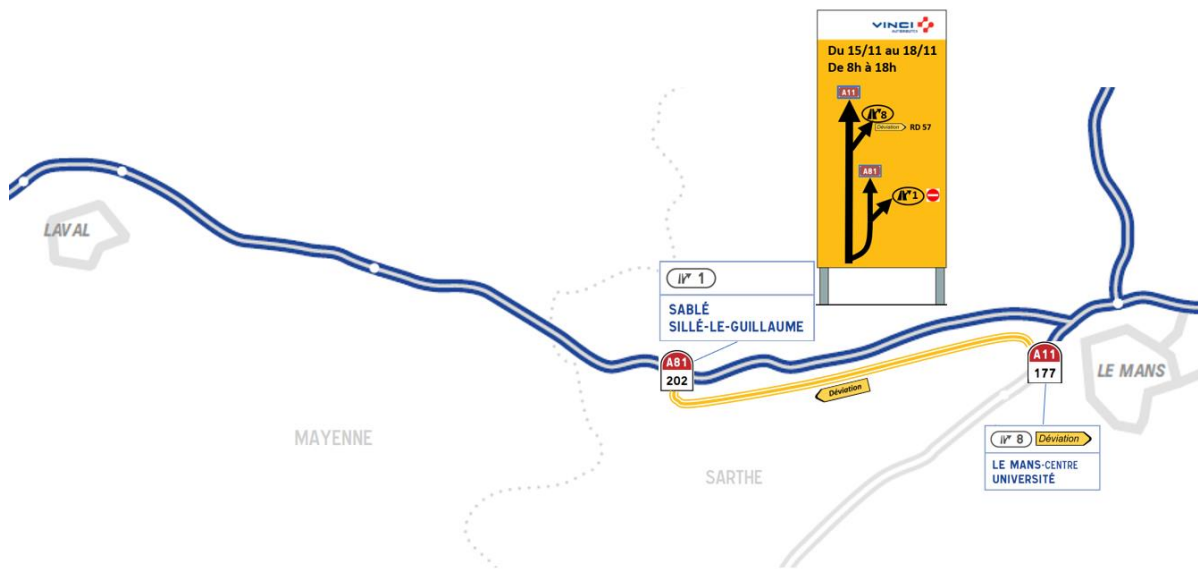 VINCI
AUTOROUTES
Du 15/11 au 18/11
De 8h à 18h
A11
8
Déviation
RD 57
A81
1
LAVAL
1
SABLÉ
SILLÉ-LE-GUILLAUME
A81
202
A11
177
LE MANS
Déviation
8
Déviation
LE MANS-CENTRE
UNIVERSITÉ
MAYENNE
SARTHE